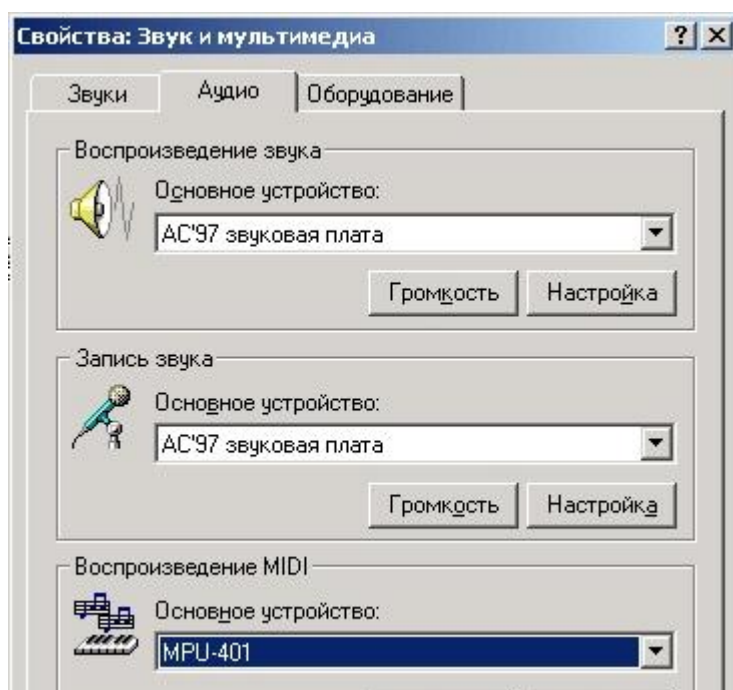 Свойства: Звук и мультимедиа
Звуки Аудио Оборудование
Воспроизведение звука
Основное устройство:
AC'97 звуковая плата
Громкость Настройка
Запись звука
Основное устройство:
AC'97 звуковая плата
Громкость Настройка
Воспроизведение MIDI
Основное устройство:
MPU-401